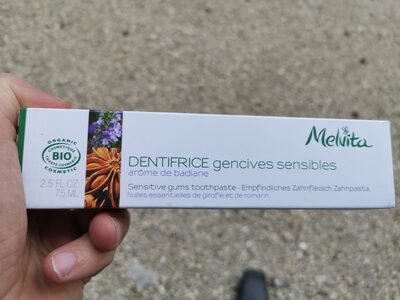 Melvita
ORGANIC
COSMÉTIQUE
BIO
COSMETIC
DENTIFRICE gencives sensibles
arôme de badiane
2.5 FL.OZ
75 ML
Sensitive gums toothpaste · Empfindliches Zahnfleisch Zahnpasta
huiles essentielles de girofle et de romarin